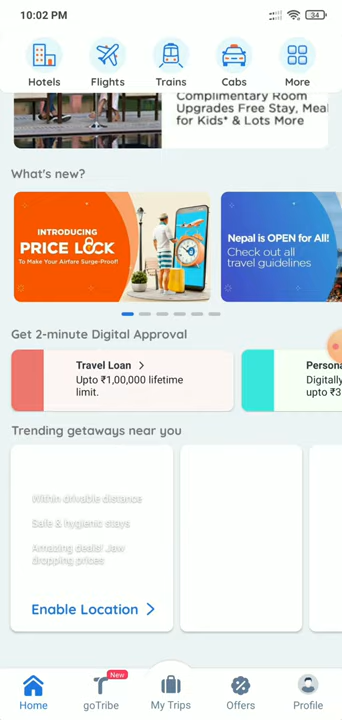 10:02 PM
34
Hotels
Flights
Trains
Cabs
More
Complimentary Room
Upgrades Free Stay, Meal
for Kids* & Lots More
What's new?
INTRODUCING
PRICE LOCK
To Make Your Airfare Surge-Proof!
Nepal is OPEN for All!
Check out all
travel guidelines
Get 2-minute Digital Approval
Travel Loan
Upto ₹1,00,000 lifetime
limit.
Persona
Digitally
upto ₹3
Trending getaways near you
Within drivable distance
Safe & hygienic stays
Amazing deals! Jaw
dropping prices
Enable Location
New
Home
goTribe
My Trips
Offers
Profile